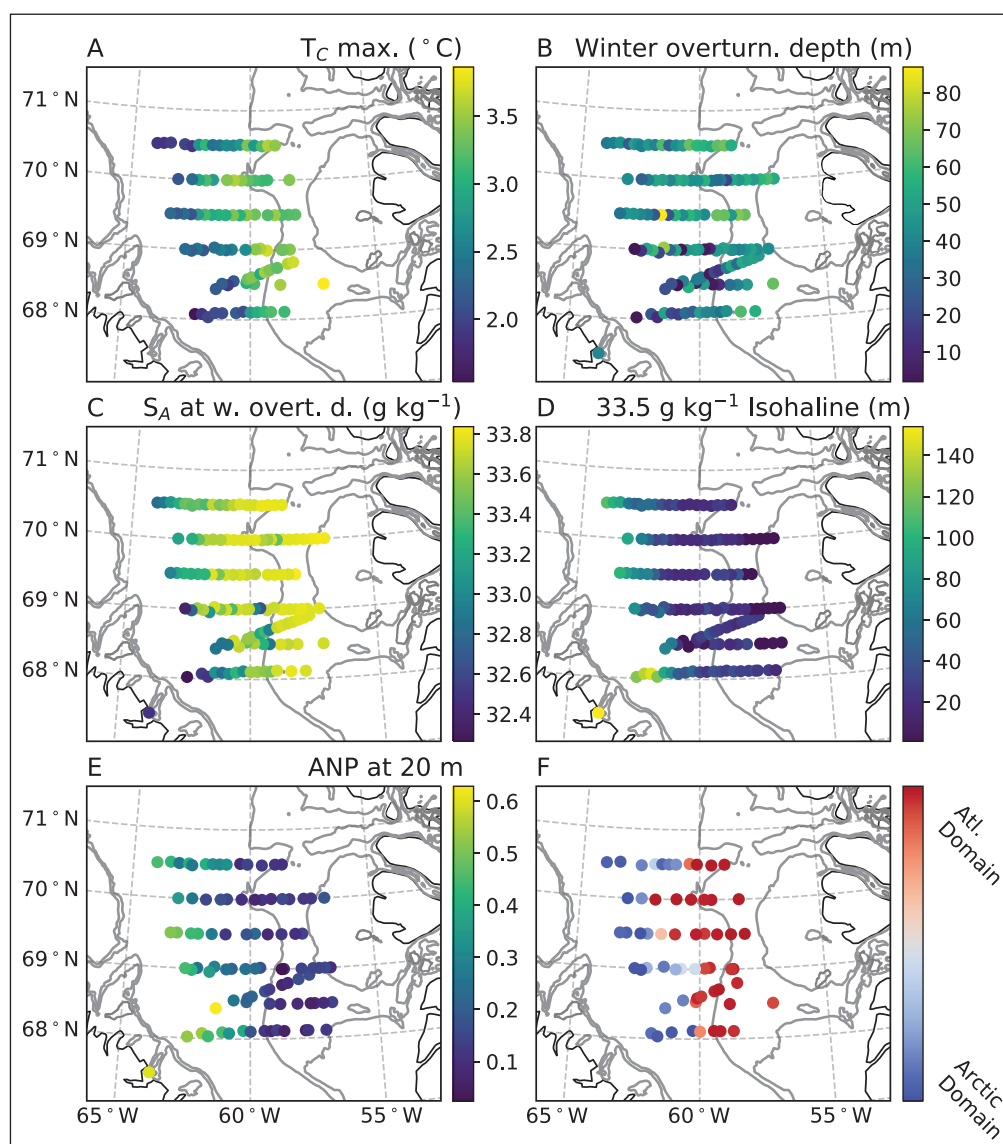 A T_C max. (°C)
B Winter overturn. depth (m)
71° N
70° N
69° N
68° N
3.5
3.0
2.5
2.0
80
70
60
50
40
30
20
10
C S_A at w. overt. d. (g kg⁻¹)
D 33.5 g kg⁻¹ Isohaline (m)
71° N
70° N
69° N
68° N
33.8
33.6
33.4
33.2
33.0
32.8
32.6
32.4
140
120
100
80
60
40
20
E ANP at 20 m
F
71° N
70° N
69° N
68° N
0.6
0.5
0.4
0.3
0.2
0.1
Atl.
Domain
Arctic
Domain
65° W 60° W 55° W
65° W 60° W 55° W